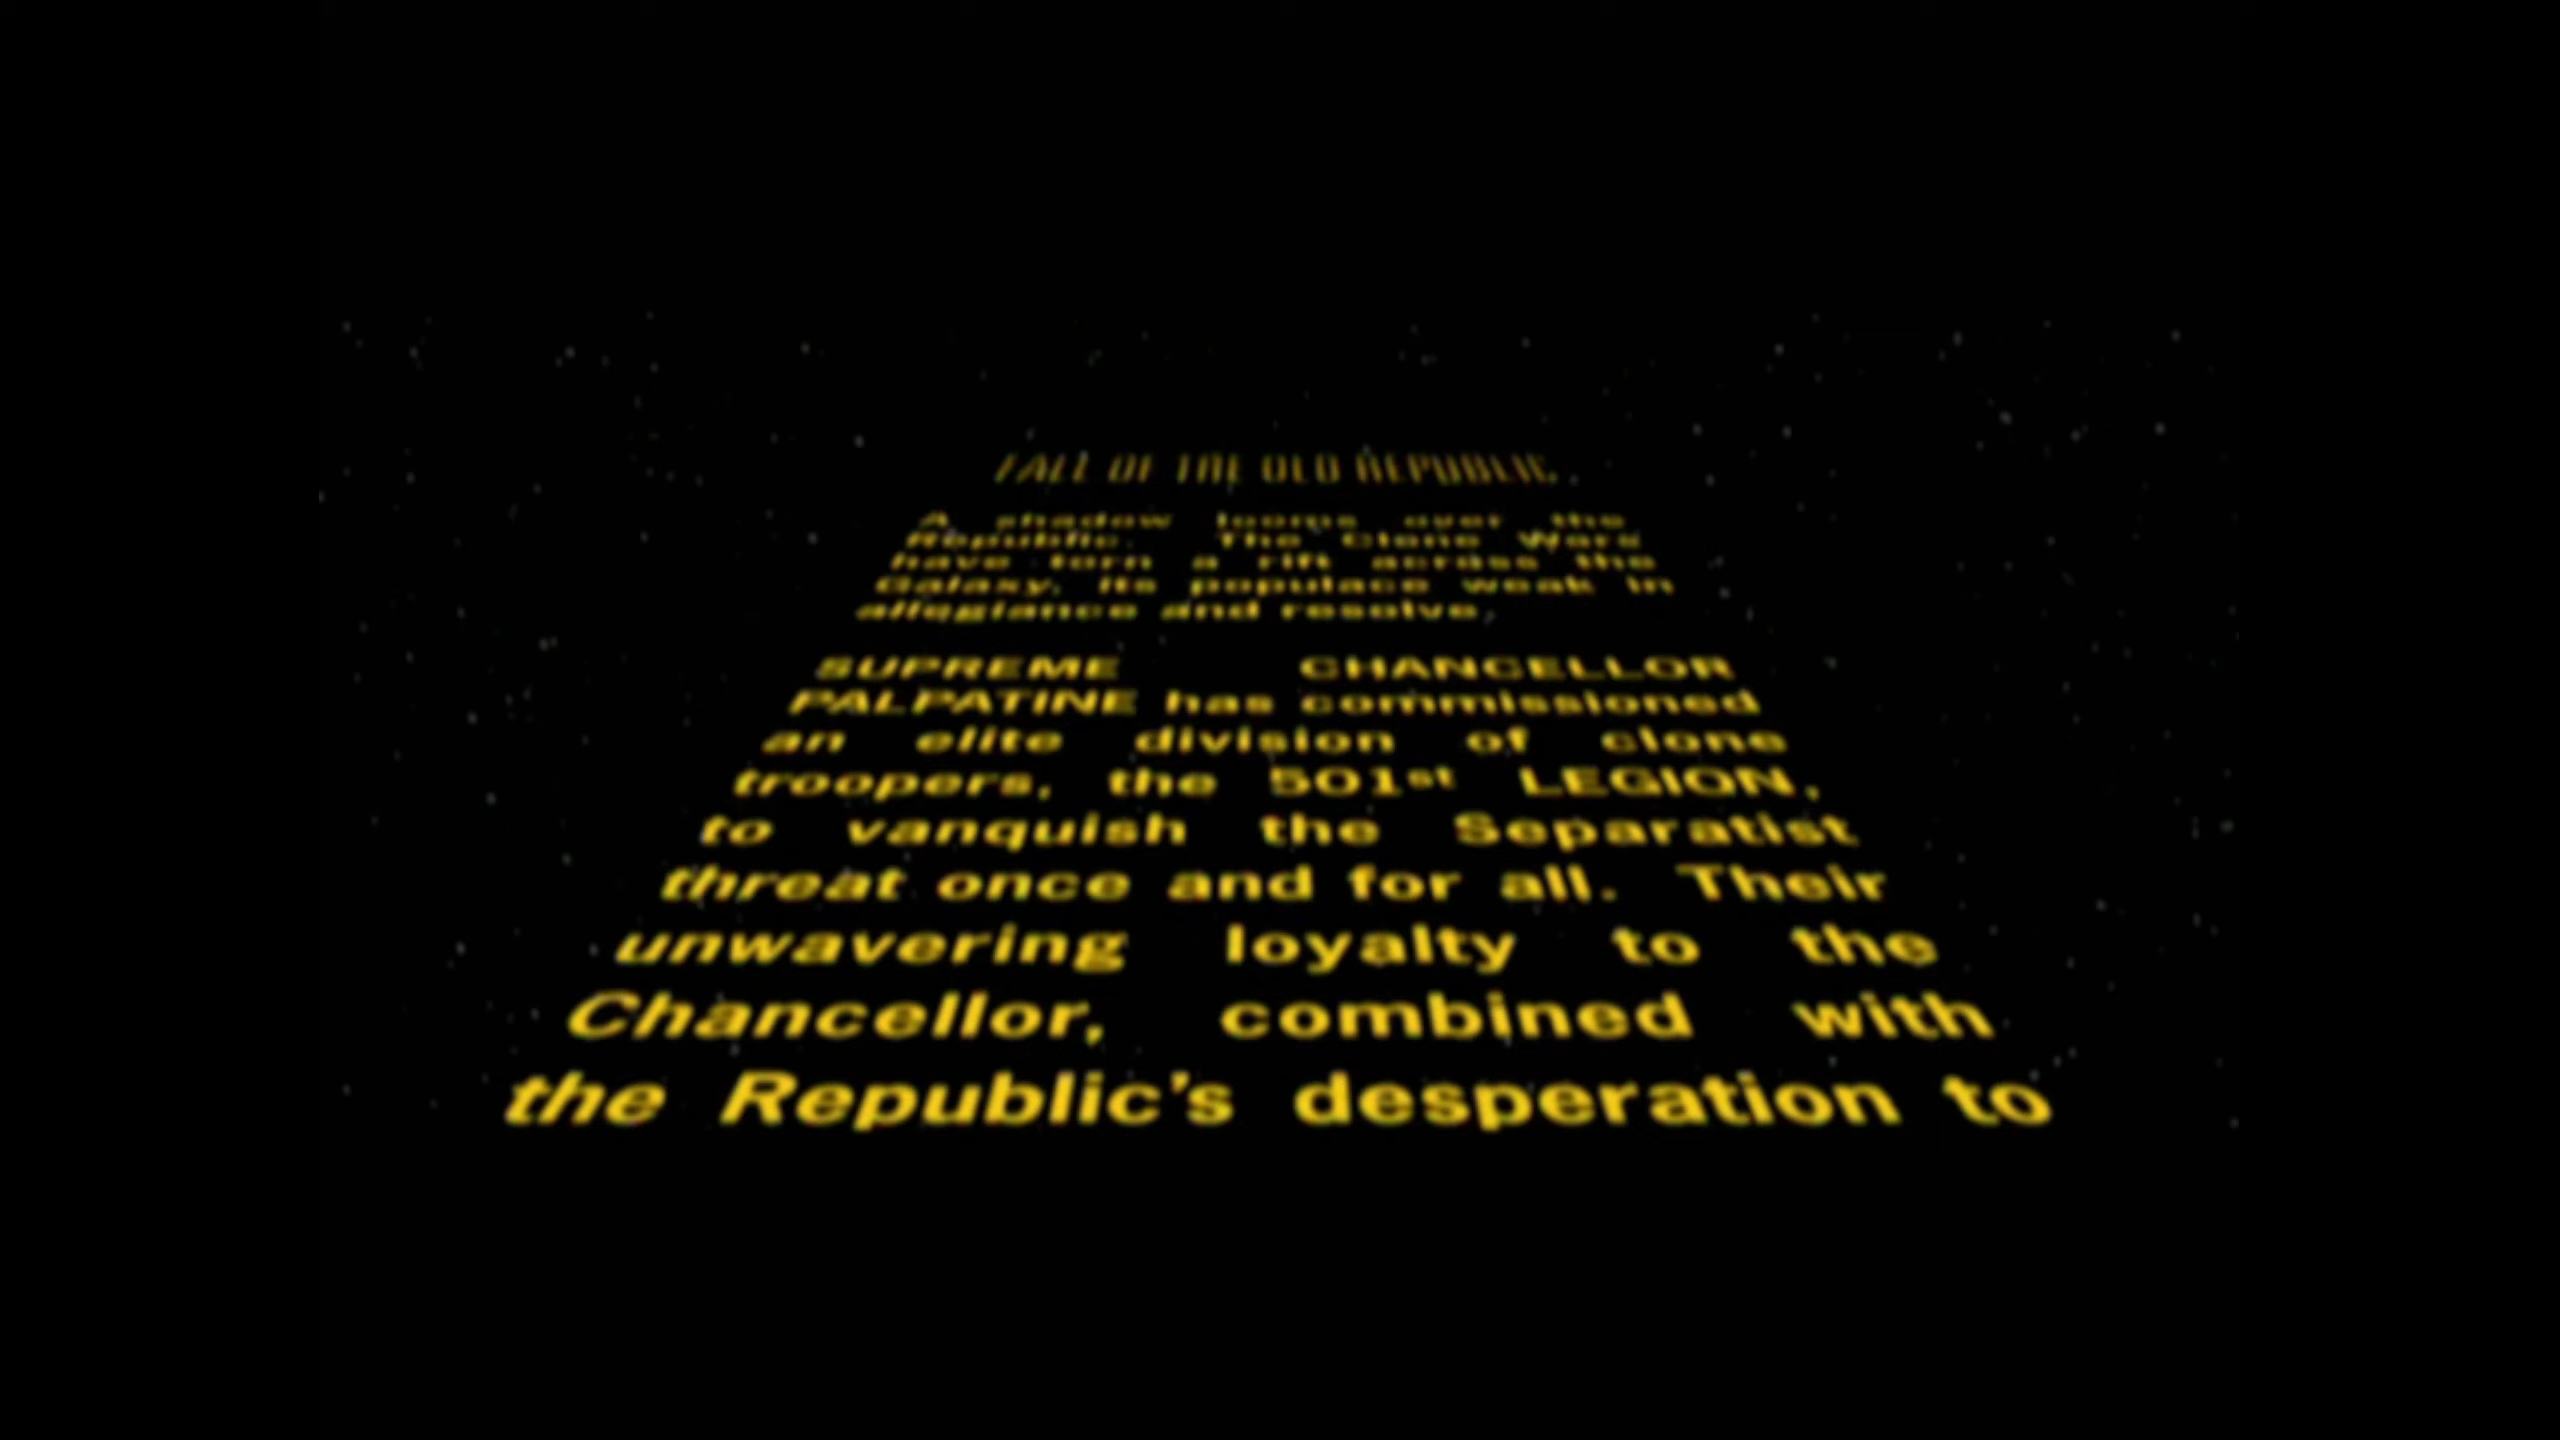 FALL OF THE OLD REPUBLIC
A shadow looms over the
Republic. The Clone Wars
have torn a rift across the
Galaxy, its populace weak in
allegiance and resolve.
SUPREME CHANCELLOR
PALPATINE has commissioned
an elite division of clone
troopers, the 501st LEGION,
to vanquish the Separatist
threat once and for all. Their
unwavering loyalty to the
Chancellor, combined with
the Republic's desperation to